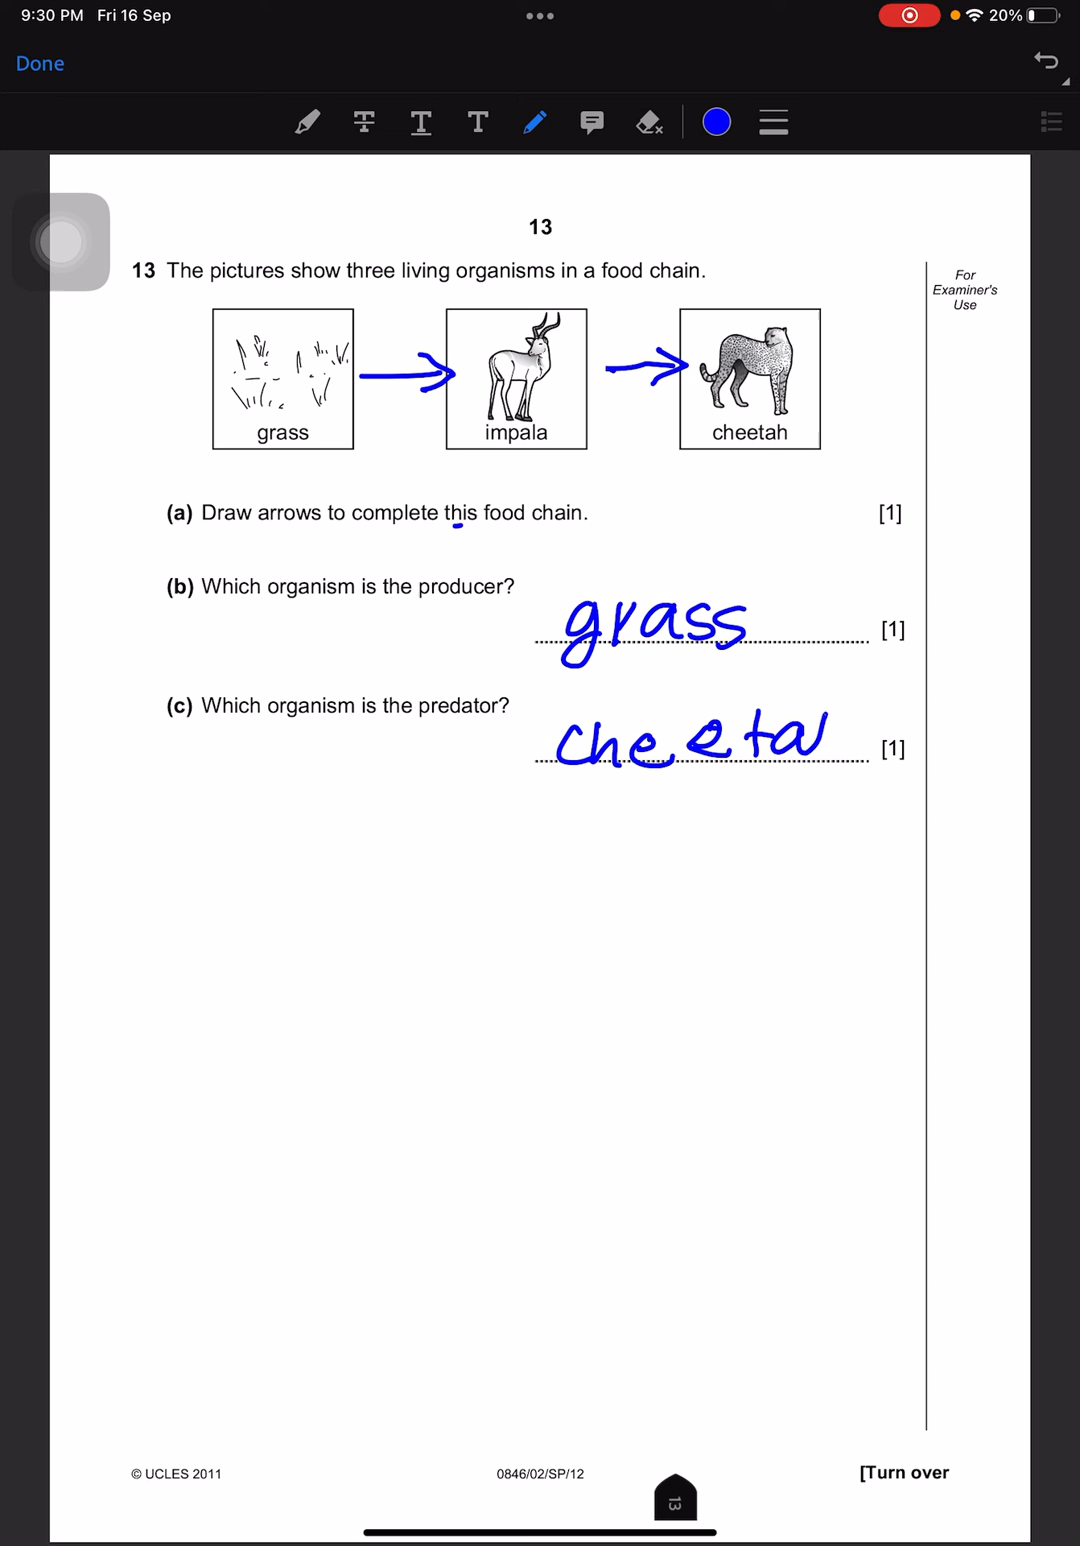 9:30 PM Fri 16 Sep 20%
Done
T T T
13
13 The pictures show three living organisms in a food chain.
For
Examiner's
Use
grass impala cheetah
(a) Draw arrows to complete this food chain. [1]
(b) Which organism is the producer?
grass [1]
(c) Which organism is the predator?
cheeta [1]
© UCLES 2011 0846/02/SP/12 [Turn over
13